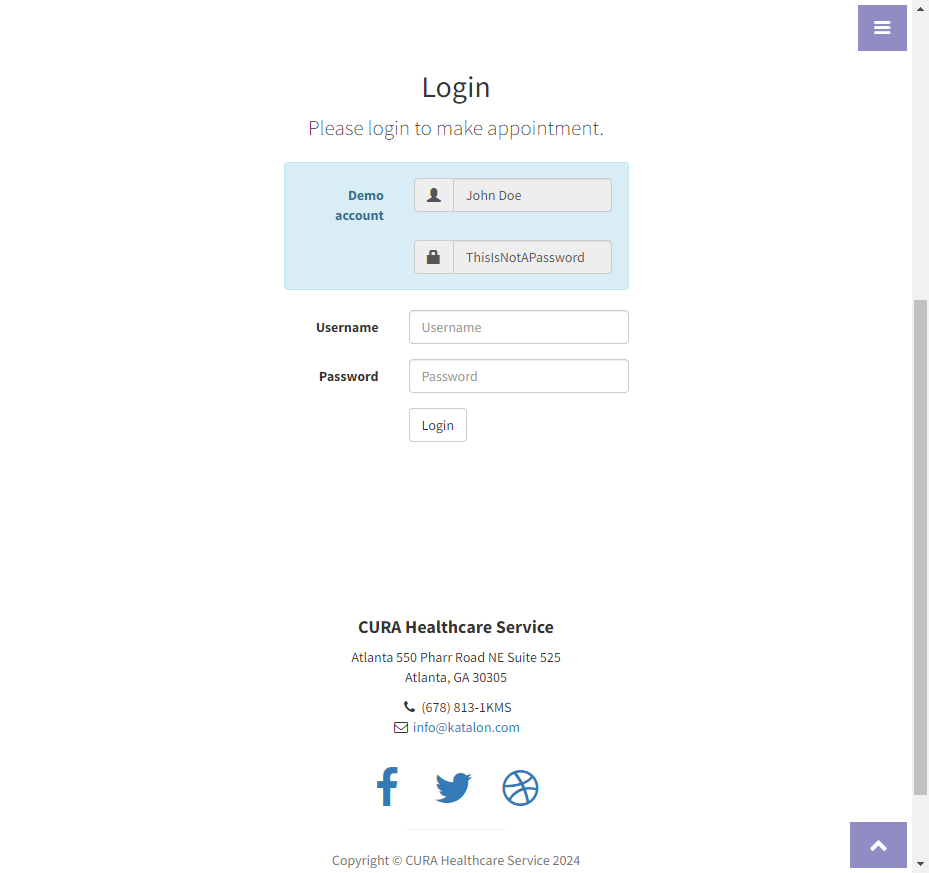 Login
Please login to make appointment.
Demo account
John Doe
ThisIsNotAPassword
Username
Username
Password
Password
Login
CURA Healthcare Service
Atlanta 550 Pharr Road NE Suite 525
Atlanta, GA 30305
(678) 813-1KMS
info@katalon.com
Copyright © CURA Healthcare Service 2024